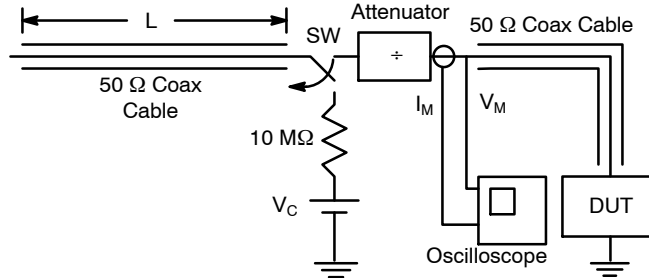 L
SW
Attenuator
÷
50 Ω Coax Cable
50 Ω Coax
Cable
I_M
V_M
10 MΩ
V_C
DUT
Oscilloscope